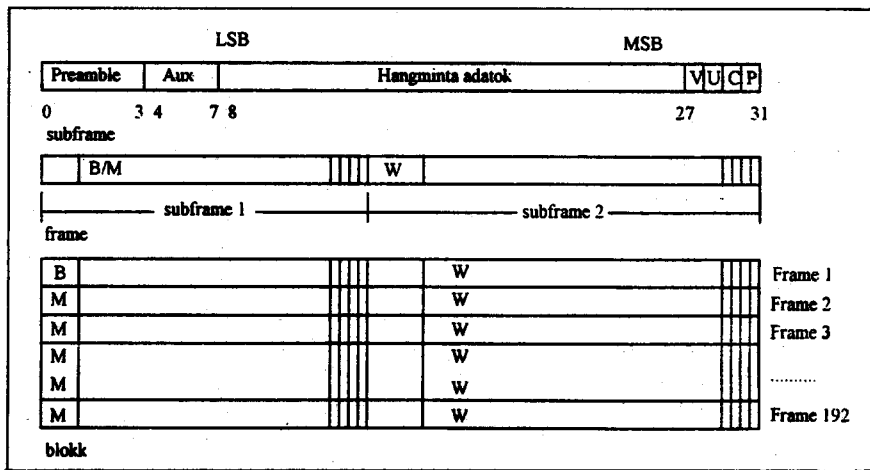 LSB MSB
Preamble Aux Hangminta adatok V U C P
0 3 4 7 8 27 31
subframe
B/M W
subframe 1 subframe 2
frame
B W Frame 1
M W Frame 2
M W Frame 3
M W
M W ..........
M W Frame 192
blokk